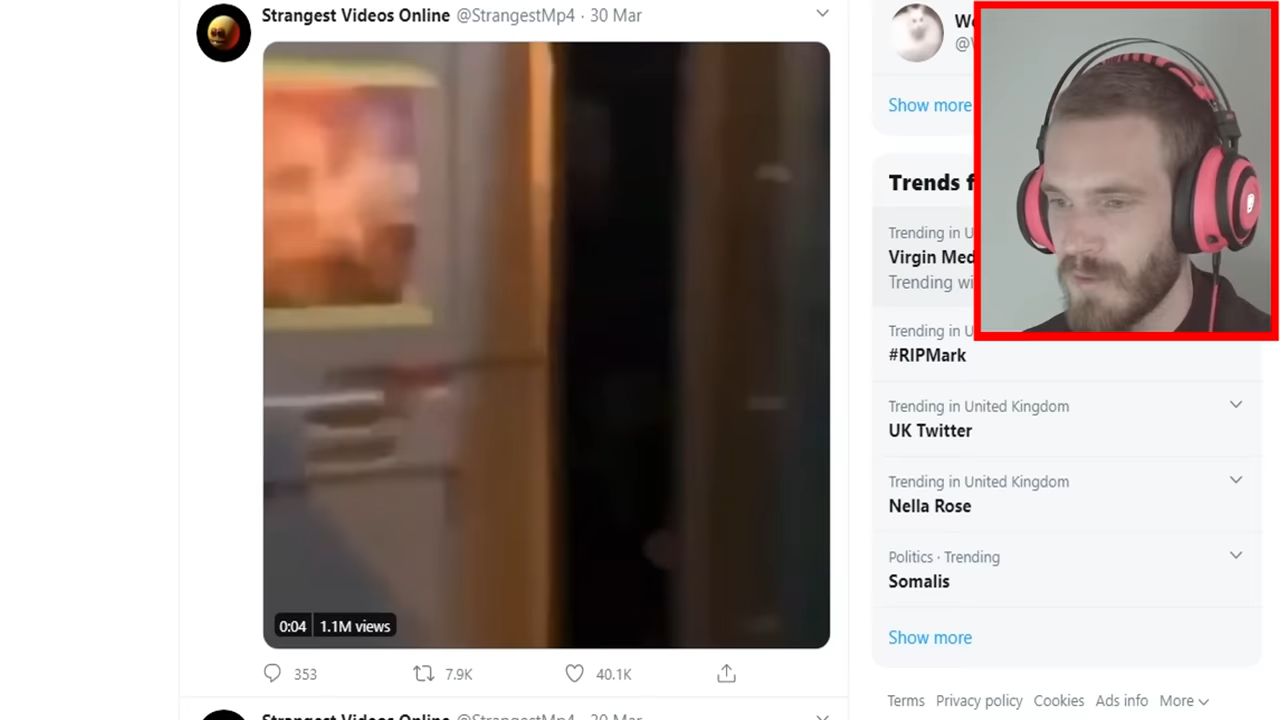 Strangest Videos Online @StrangestMp4 · 30 Mar
0:04 1.1M views
353 7.9K 40.1K
Strangest Videos Online @StrangestMp4 · 30 Mar
Show more
Trends
Trending in
Virgin Med
Trending
Trending in
#RIPMark
Trending in United Kingdom
UK Twitter
Trending in United Kingdom
Nella Rose
Politics · Trending
Somalis
Show more
Terms Privacy policy Cookies Ads info More